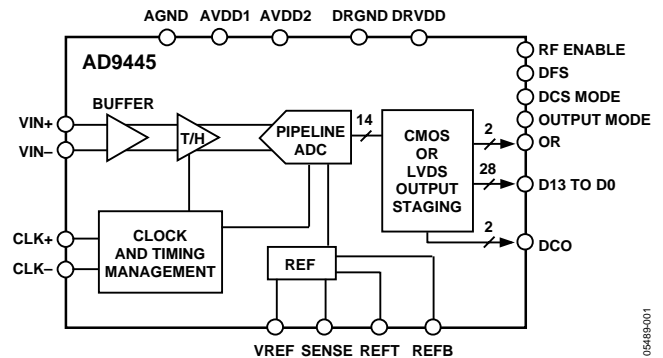 AGND AVDD1 AVDD2 DRGND DRVDD
AD9445
RF ENABLE
DFS
DCS MODE
OUTPUT MODE
OR
D13 TO D0
DCO
BUFFER
VIN+
VIN–
T/H
PIPELINE
ADC
14
CMOS
OR
LVDS
OUTPUT
STAGING
2
28
2
CLK+
CLK–
CLOCK
AND TIMING
MANAGEMENT
REF
VREF SENSE REFT REFB
05489-001